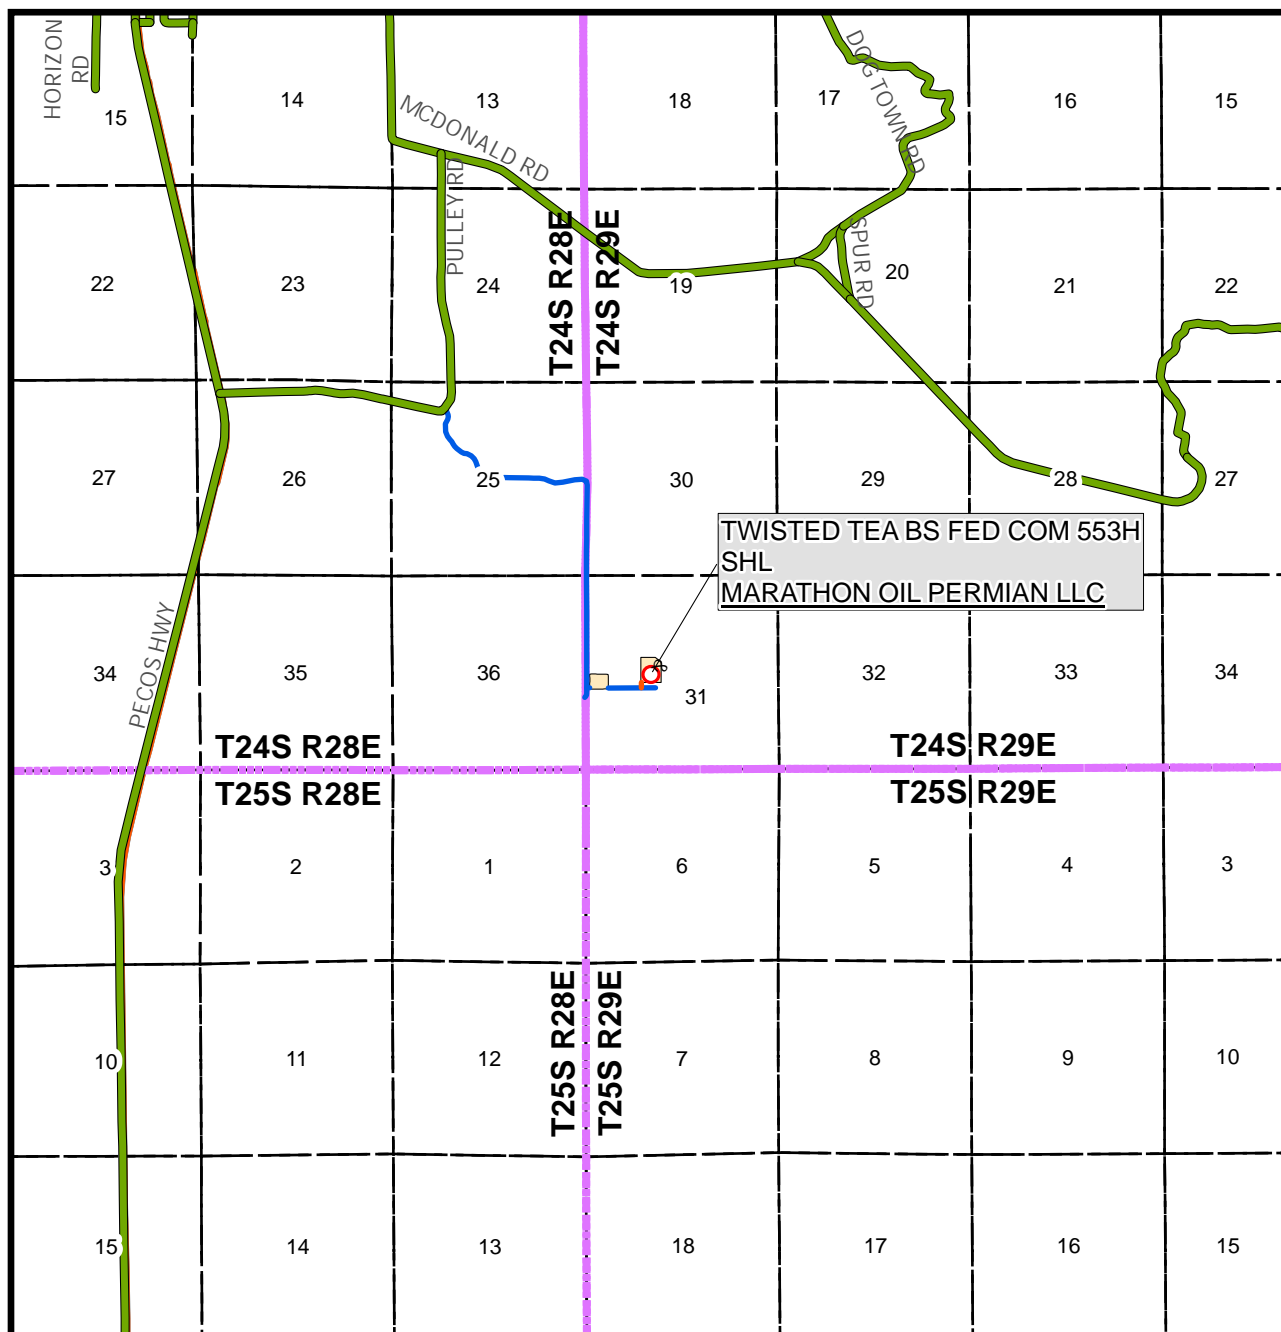 HORIZON
RD
15
14
13
18
17
16
15
MCDONALD RD
DOG TOWN RD
PULLEY RD
T24S R28E
T24S R29E
SPUR RD
22
23
24
19
20
21
22
27
26
25
30
29
28
27
TWISTED TEA BS FED COM 553H
SHL
MARATHON OIL PERMIAN LLC
PECOS HWY
34
35
36
31
32
33
34
T24S R28E
T24S R29E
T25S R28E
T25S R29E
3
2
1
6
5
4
3
T25S R28E
T25S R29E
10
11
12
7
8
9
10
15
14
13
18
17
16
15